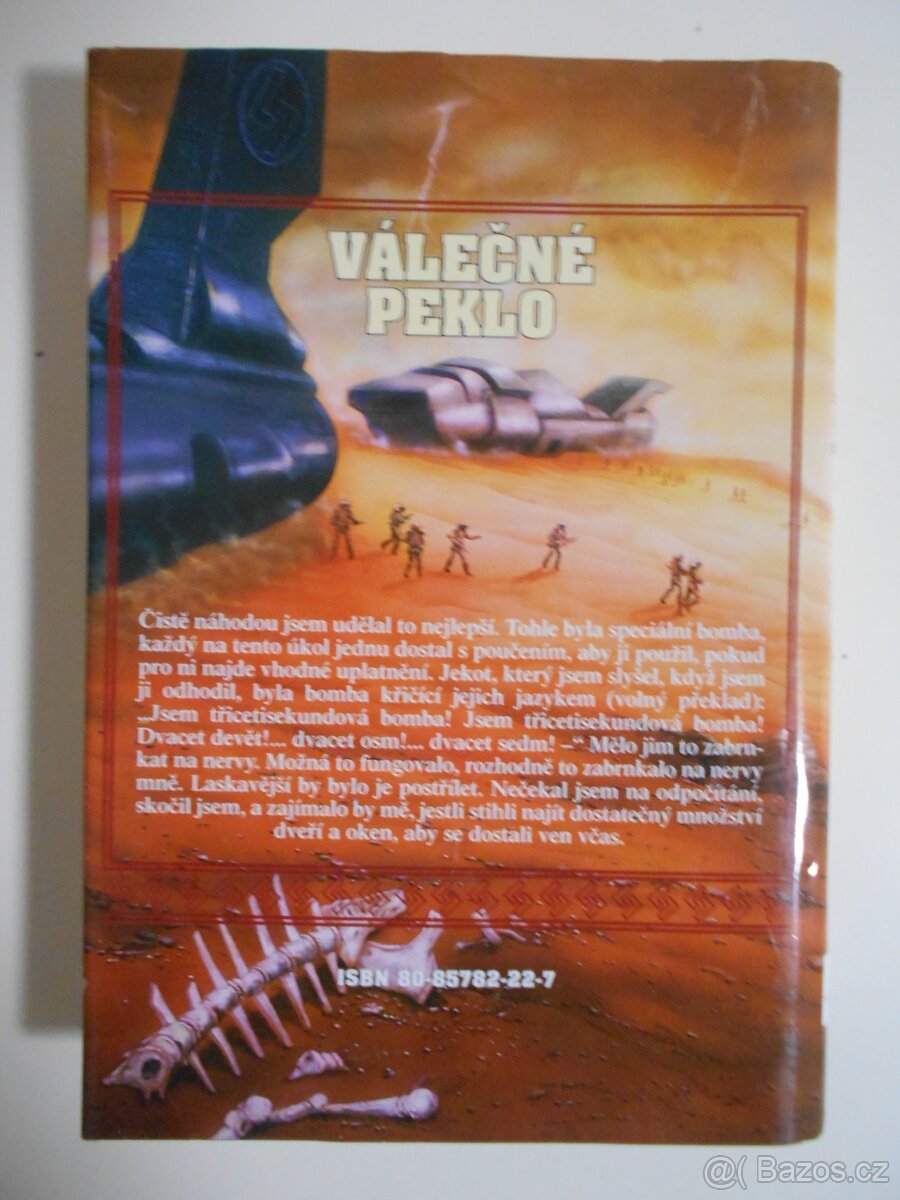 VÁLEČNÉ
PEKLO
Čistě náhodou jsem udělal to nejlepší. Tohle byla speciální bomba,
každý na tento úkol jednu dostal s poučením, aby ji použil, pokud
pro ni najde vhodné uplatnění. Jekot, který jsem slyšel, když jsem
ji odhodil, byla bomba křičící jejich jazykem (volný překlad):
„Jsem třicetisekundová bomba! Jsem třicetisekundová bomba!
Dvacet devět!... dvacet osm!... dvacet sedm! –“ Mělo jim to zabrn-
kat na nervy. Možná to fungovalo, rozhodně to zabrnkalo na nervy
mně. Laskavější by bylo je postřílet. Nečekal jsem na odpočítání,
skočil jsem, a zajímalo by mě, jestli stihli najít dostatečný množství
dveří a oken, aby se dostali ven včas.
ISBN 80-85782-22-7
@( Bazos.cz